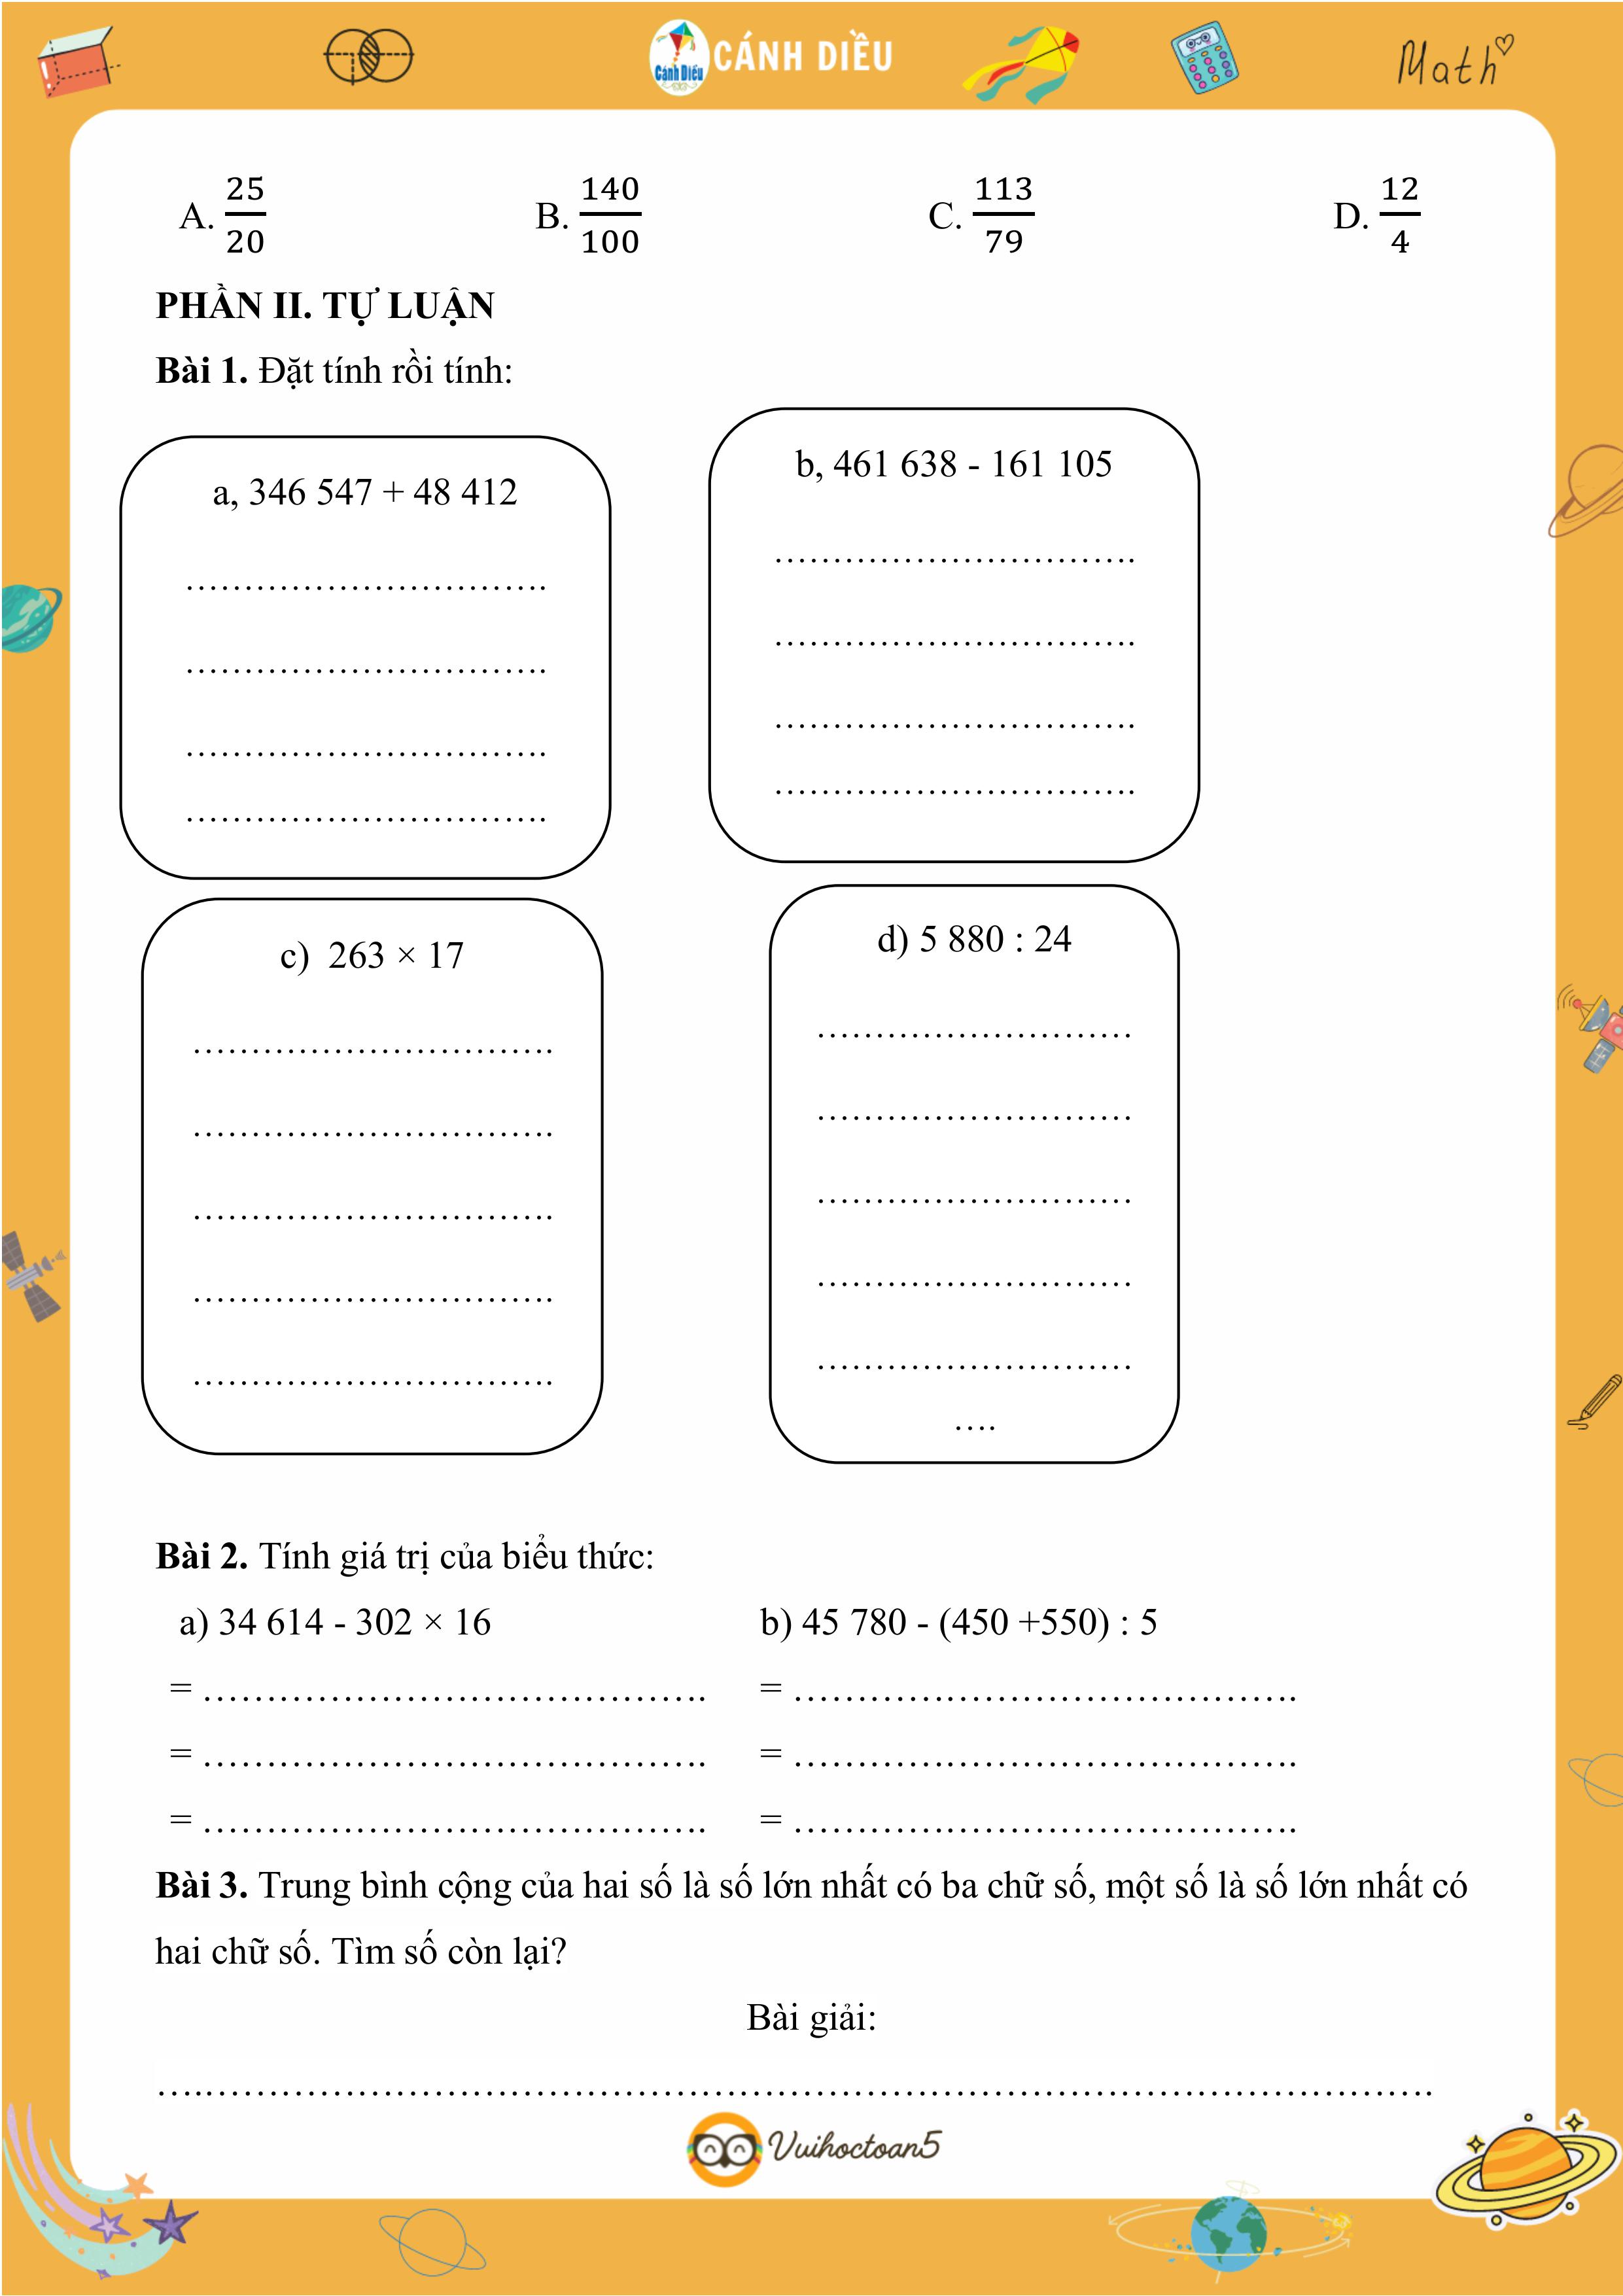 Cánh Diều CÁNH DIỀU Math
A. 25/20 B. 140/100 C. 113/79 D. 12/4
PHẦN II. TỰ LUẬN
Bài 1. Đặt tính rồi tính:
a, 346 547 + 48 412
…………………………….
…………………………….
…………………………….
…………………………….
b, 461 638 - 161 105
…………………………….
…………………………….
…………………………….
…………………………….
c) 263 × 17
…………………………….
…………………………….
…………………………….
…………………………….
…………………………….
d) 5 880 : 24
…………………………
…………………………
…………………………
…………………………
…………………………
….
Bài 2. Tính giá trị của biểu thức:
a) 34 614 - 302 × 16 b) 45 780 - (450 +550) : 5
= ………………………………………. = ……………………………………….
= ………………………………………. = ……………………………………….
= ………………………………………. = ……………………………………….
Bài 3. Trung bình cộng của hai số là số lớn nhất có ba chữ số, một số là số lớn nhất có
hai chữ số. Tìm số còn lại?
Bài giải:
…………………………………………………………………………………………………….
Vuihoctoan5